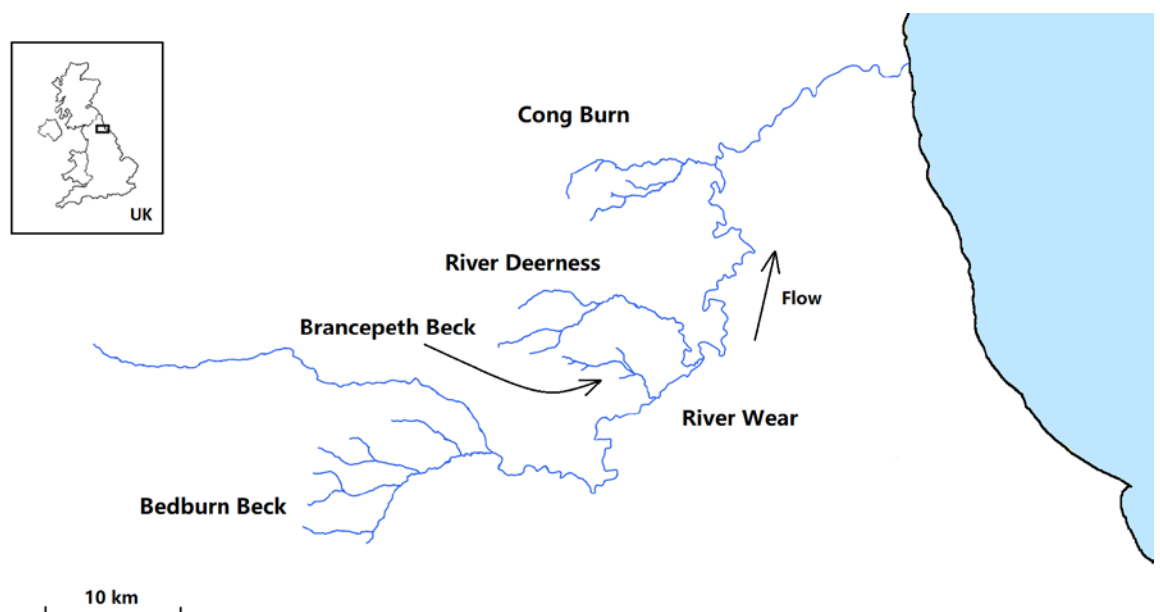 Cong Burn
UK
River Deerness
Flow
Brancepeth Beck
River Wear
Bedburn Beck
10 km